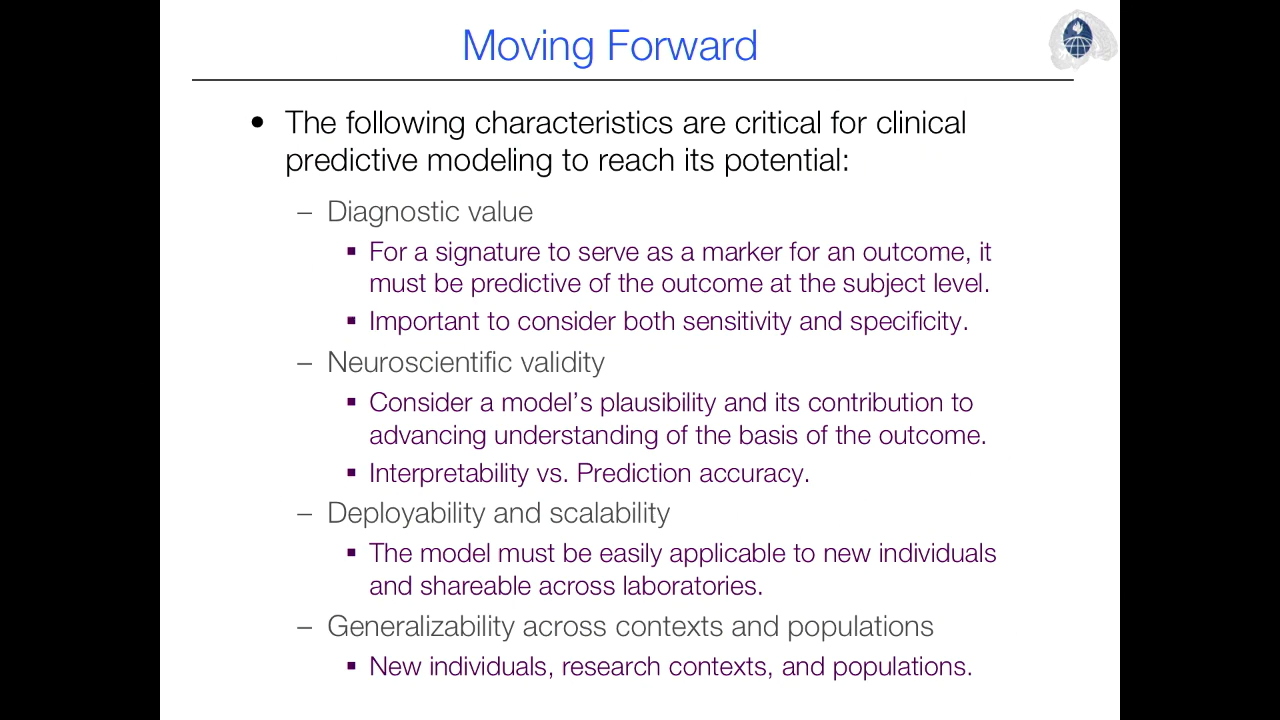 Moving Forward
• The following characteristics are critical for clinical
predictive modeling to reach its potential:
– Diagnostic value
▪ For a signature to serve as a marker for an outcome, it
must be predictive of the outcome at the subject level.
▪ Important to consider both sensitivity and specificity.
– Neuroscientific validity
▪ Consider a model’s plausibility and its contribution to
advancing understanding of the basis of the outcome.
▪ Interpretability vs. Prediction accuracy.
– Deployability and scalability
▪ The model must be easily applicable to new individuals
and shareable across laboratories.
– Generalizability across contexts and populations
▪ New individuals, research contexts, and populations.